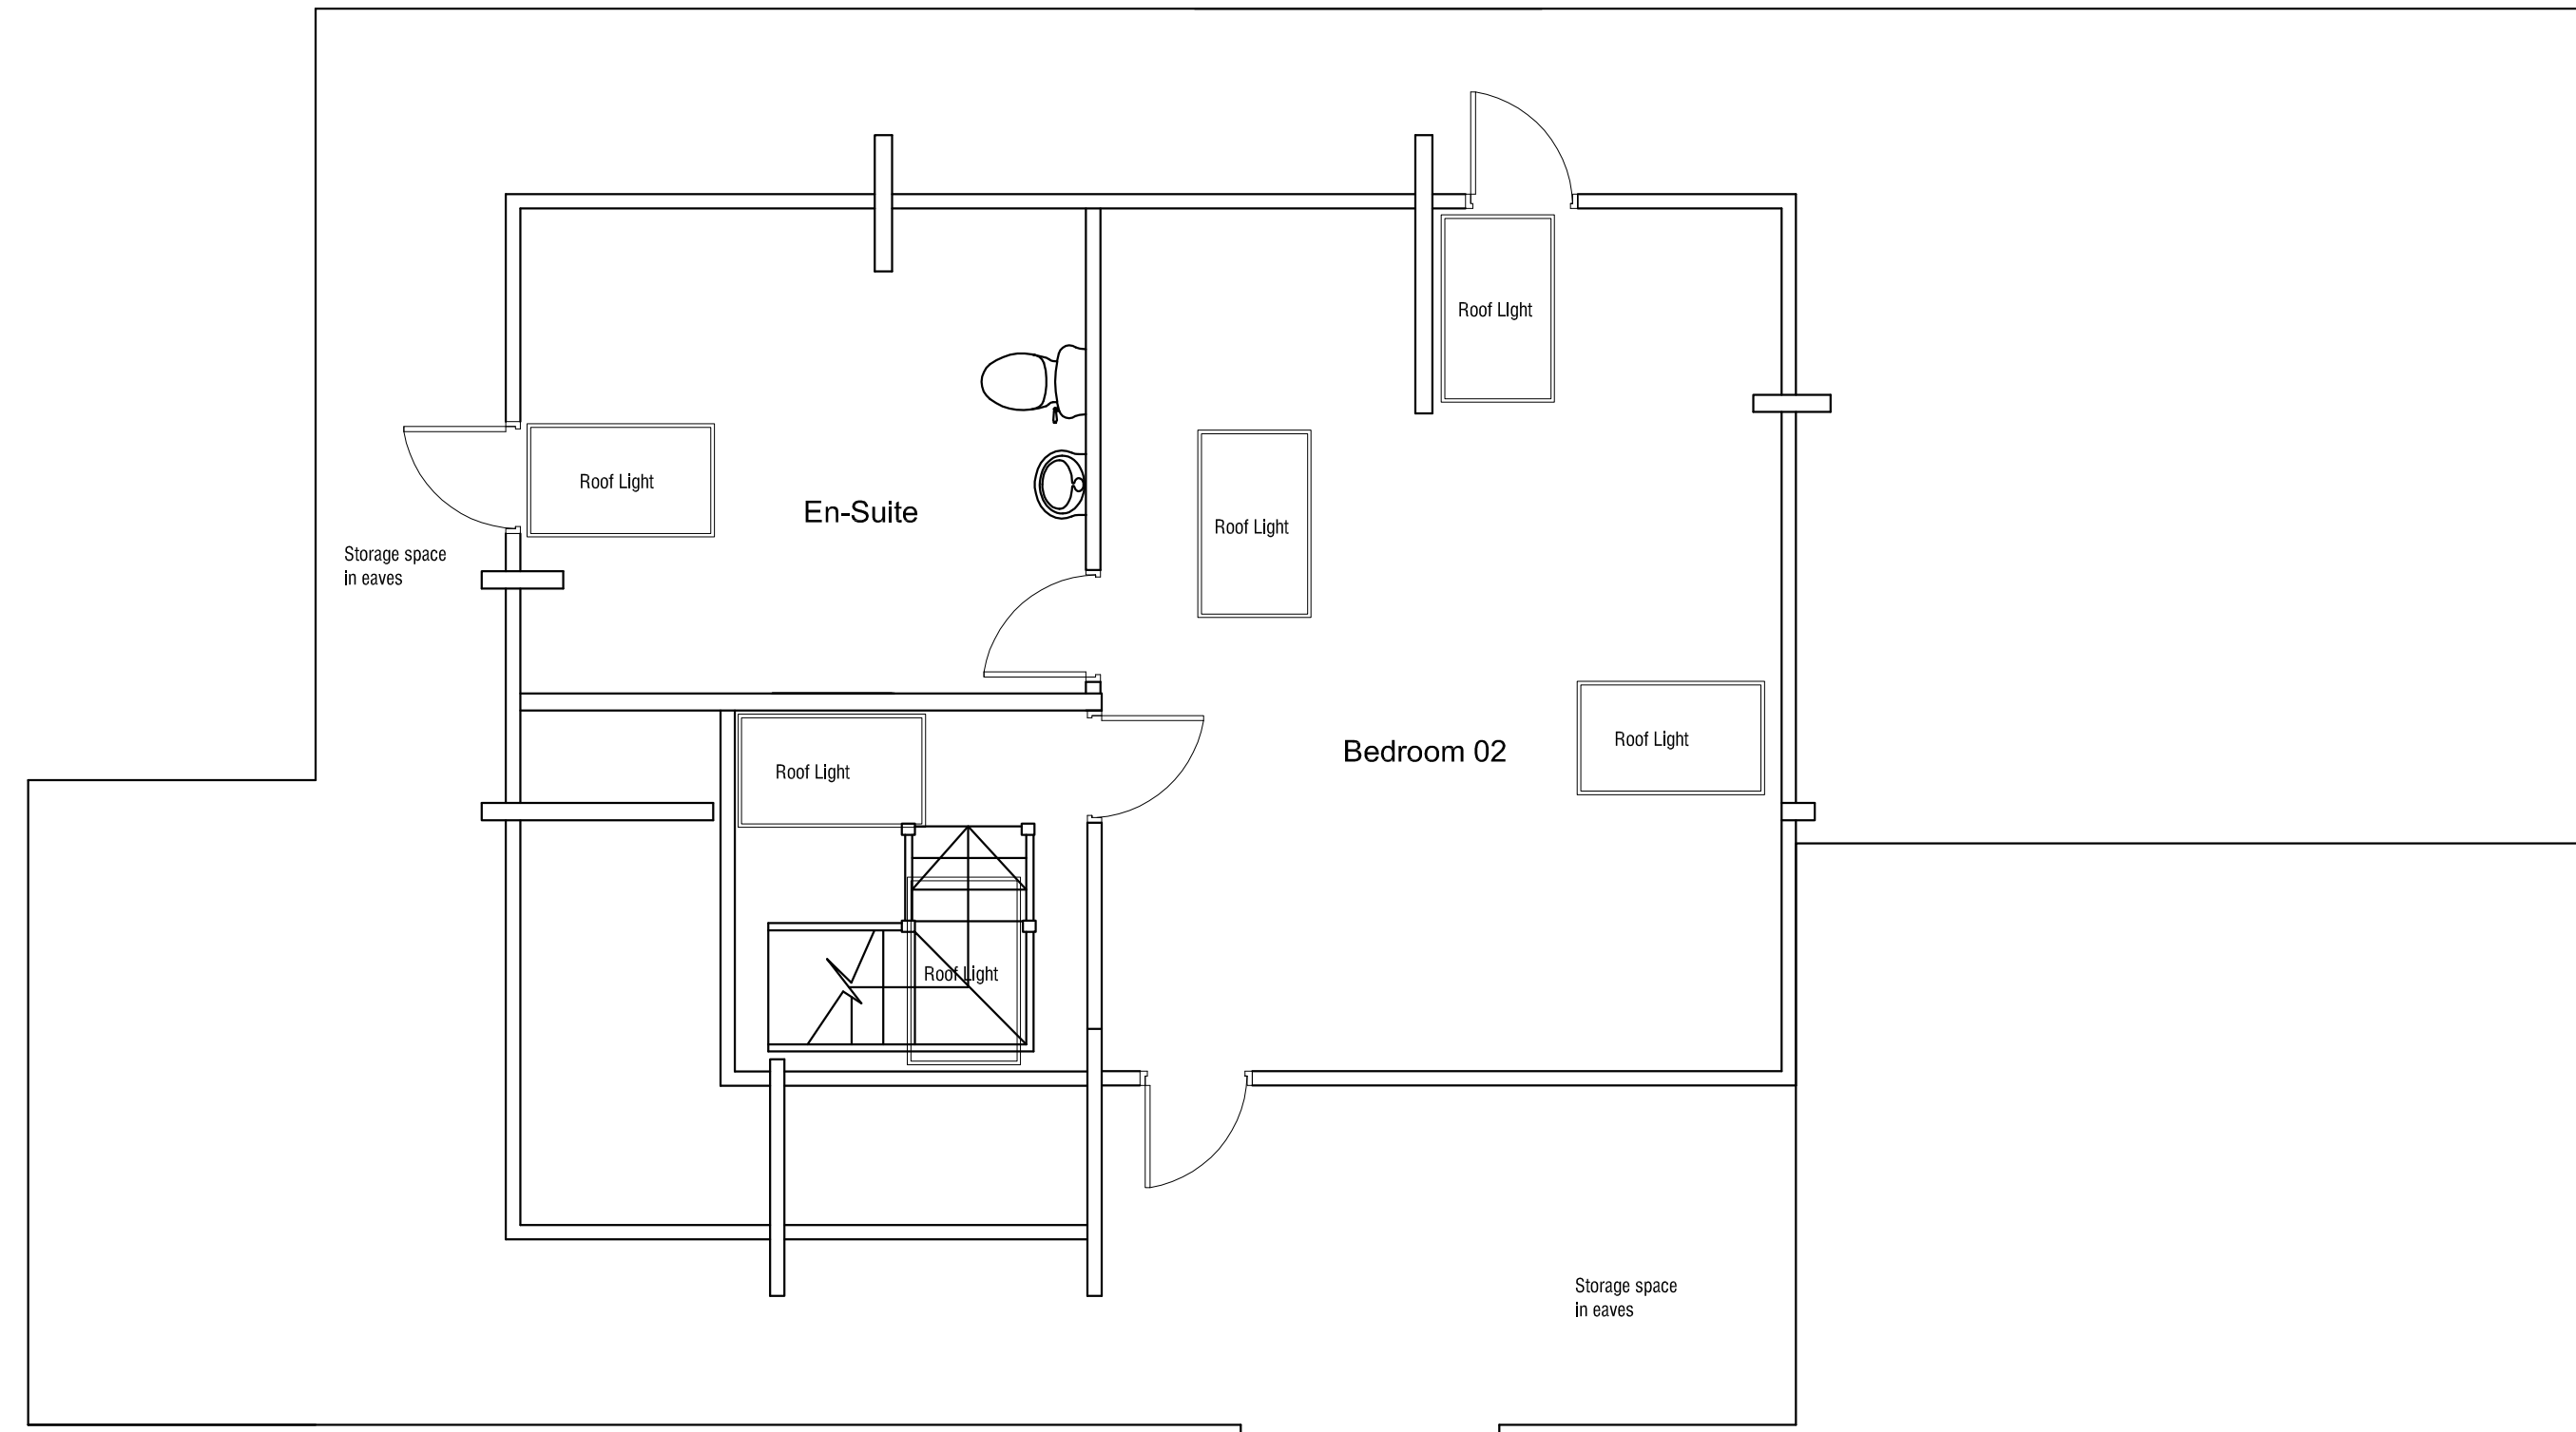 Roof LIght
Roof Light
En-Suite
Roof Light
Storage space
in eaves
Roof Light
Bedroom 02
Roof Light
Roof Light
Storage space
in eaves